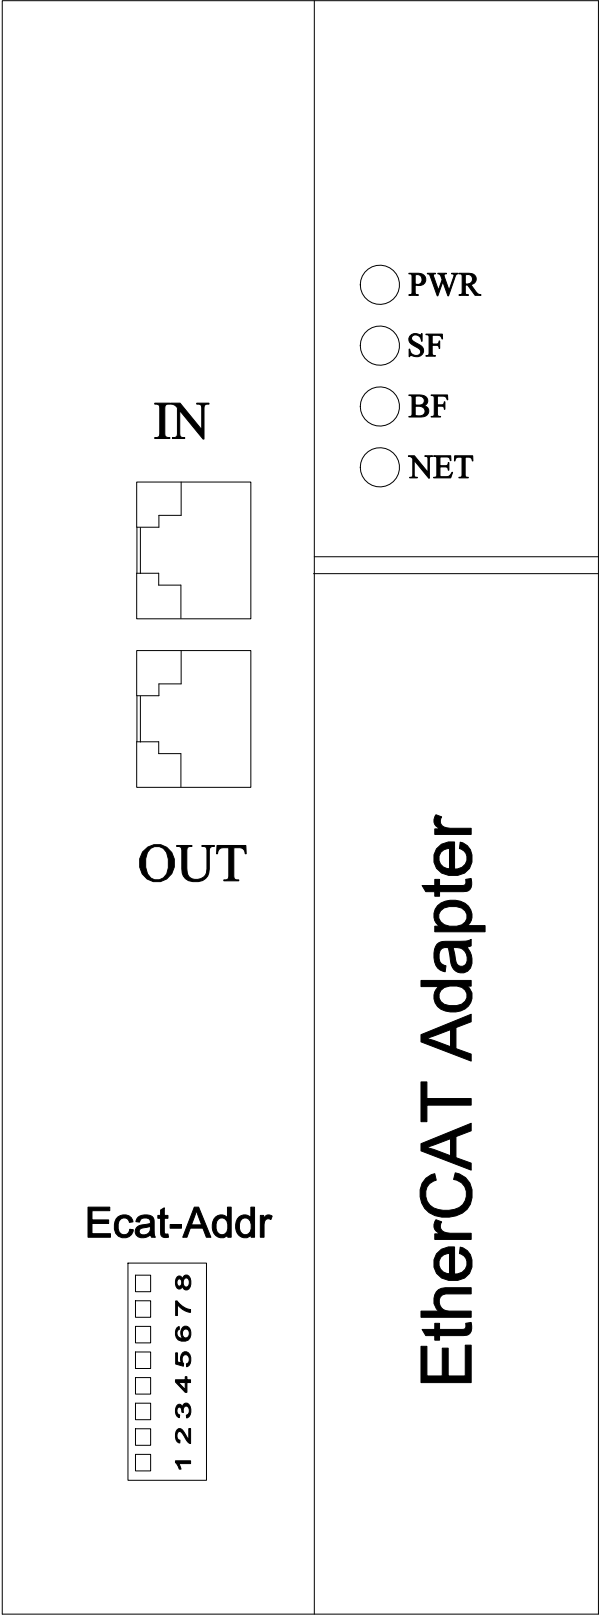 PWR
SF
BF
NET
IN
OUT
EtherCAT Adapter
Ecat-Addr
1 2 3 4 5 6 7 8